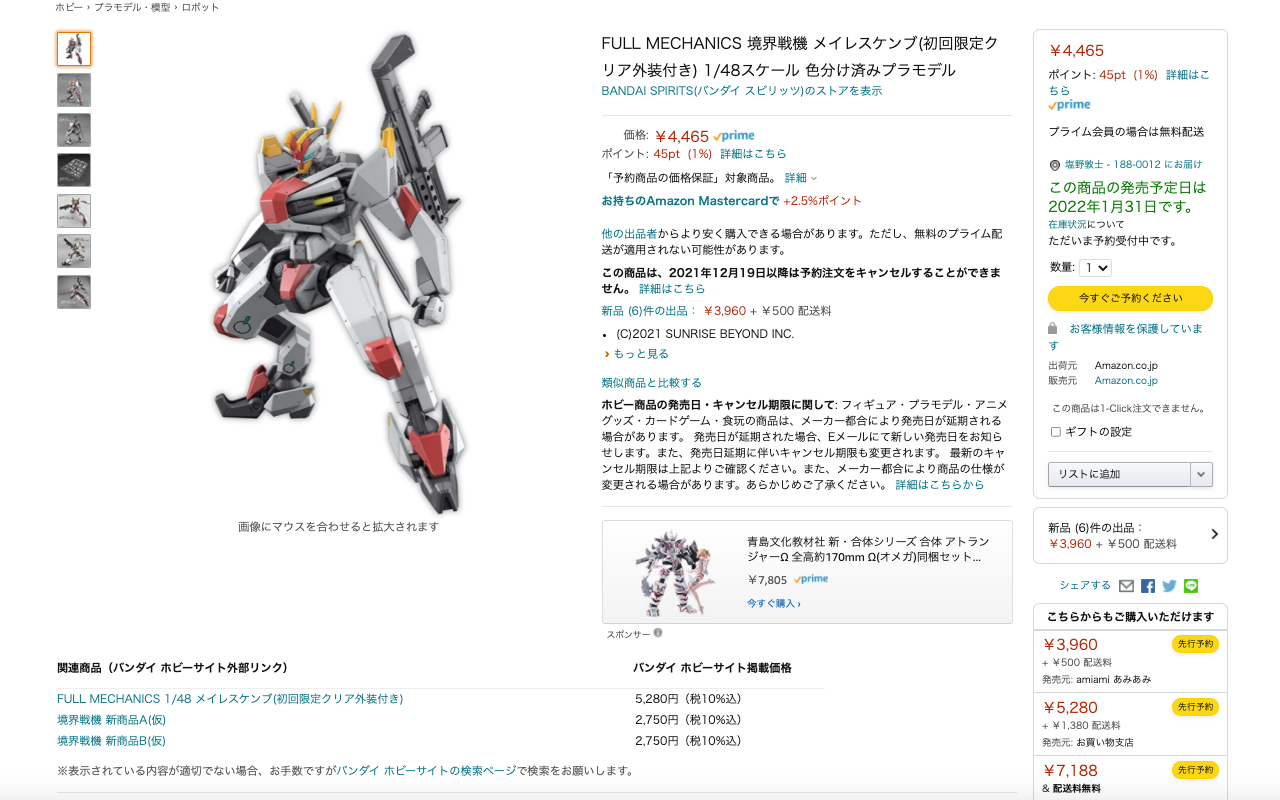 ホビー › プラモデル・模型 › ロボット
FULL MECHANICS 境界戦機 メイレスケンブ(初回限定ク
リア外装付き) 1/48スケール 色分け済みプラモデル
BANDAI SPIRITS(バンダイ スピリッツ)のストアを表示
価格: ￥4,465 prime
ポイント: 45pt (1%) 詳細はこちら
「予約商品の価格保証」対象商品。 詳細
お持ちのAmazon Mastercardで +2.5%ポイント
他の出品者からより安く購入できる場合があります。ただし、無料のプライム配
送が適用されない可能性があります。
この商品は、2021年12月19日以降は予約注文をキャンセルすることができま
せん。 詳細はこちら
新品 (6)件の出品： ￥3,960 + ￥500 配送料
• (C)2021 SUNRISE BEYOND INC.
› もっと見る
類似商品と比較する
ホビー商品の発売日・キャンセル期限に関して: フィギュア・プラモデル・アニメ
グッズ・カードゲーム・食玩の商品は、メーカー都合により発売日が延期される
場合があります。 発売日が延期された場合、Eメールにて新しい発売日をお知ら
せします。また、発売日延期に伴いキャンセル期限も変更されます。 最新のキャ
ンセル期限は上記よりご確認ください。また、メーカー都合により商品の仕様が
変更される場合があります。あらかじめご了承ください。 詳細はこちらから
画像にマウスを合わせると拡大されます
青島文化教材社 新・合体シリーズ 合体 アトラン
ジャーΩ 全高約170mm Ω(オメガ)同梱セット...
￥7,805 prime
今すぐ購入 ›
スポンサー
￥4,465
ポイント: 45pt (1%) 詳細はこ
ちら
prime
プライム会員の場合は無料配送
塩野敦士 - 188-0012 にお届け
この商品の発売予定日は
2022年1月31日です。
在庫状況について
ただいま予約受付中です。
数量: 1
今すぐご予約ください
お客様情報を保護していま
す
出荷元 Amazon.co.jp
販売元 Amazon.co.jp
この商品は1-Click注文できません。
ギフトの設定
リストに追加
新品 (6)件の出品：
￥3,960 + ￥500 配送料
シェアする
こちらからもご購入いただけます
￥3,960 先行予約
+ ￥500 配送料
発売元: amiami あみあみ
￥5,280 先行予約
+ ￥1,380 配送料
発売元: お買い物支店
￥7,188 先行予約
& 配送料無料
関連商品（バンダイ ホビーサイト外部リンク） バンダイ ホビーサイト掲載価格
FULL MECHANICS 1/48 メイレスケンブ(初回限定クリア外装付き) 5,280円（税10%込）
境界戦機 新商品A(仮) 2,750円（税10%込）
境界戦機 新商品B(仮) 2,750円（税10%込）
※表示されている内容が適切でない場合、お手数ですがバンダイ ホビーサイトの検索ページで検索をお願いします。